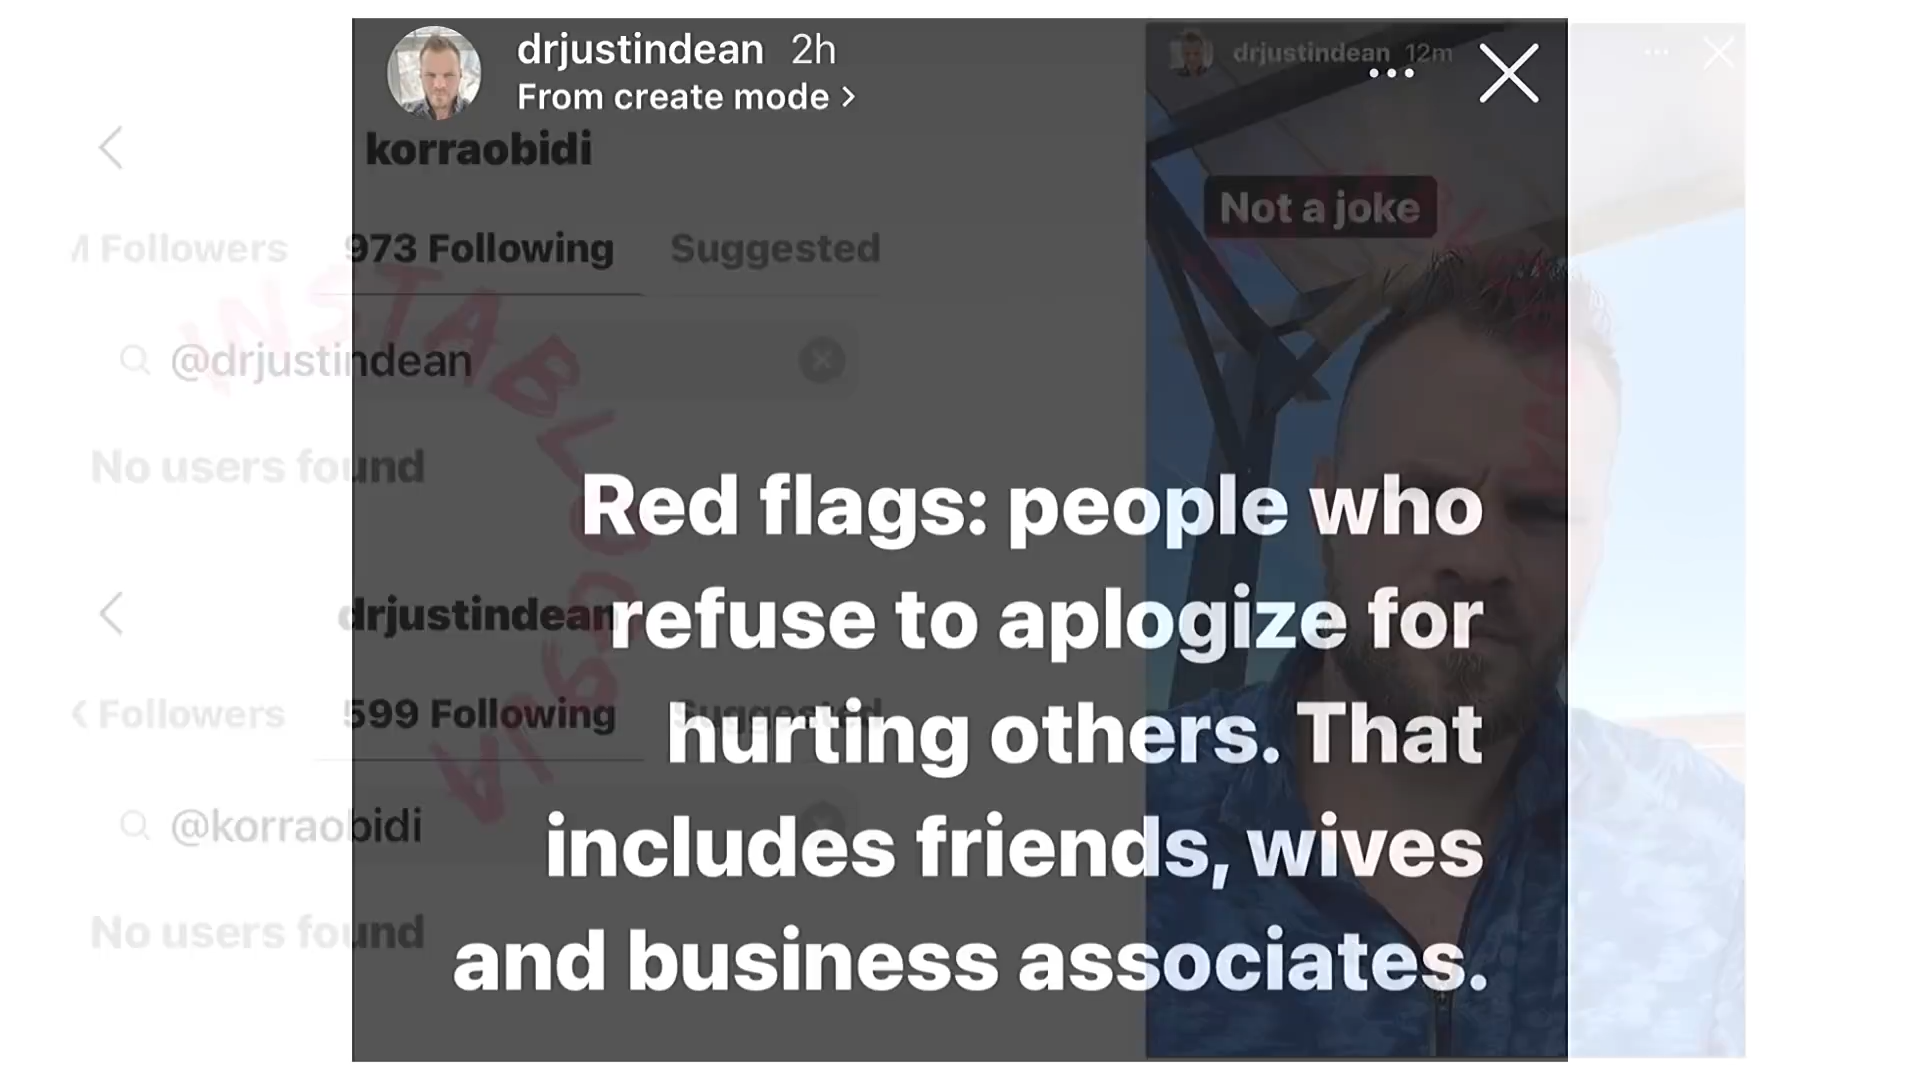 drjustindean 2h
From create mode >
drjustindean 12m
korraobidi
Not a joke
Followers 973 Following Suggested
@drjustindean
No users found
INSTABLOG9JA
Red flags: people who
refuse to aplogize for
hurting others. That
includes friends, wives
and business associates.
drjustindean
Followers 599 Following Suggested
@korraobidi
No users found